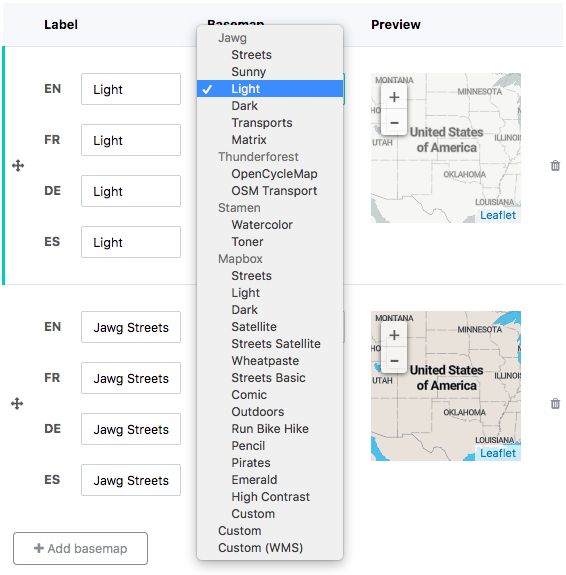 Label
Basemap
Preview
EN
Light
FR
Light
DE
Light
ES
Light
Jawg
Streets
Sunny
Light
Dark
Transports
Matrix
Thunderforest
OpenCycleMap
OSM Transport
Stamen
Watercolor
Toner
Mapbox
Streets
Light
Dark
Satellite
Streets Satellite
Wheatpaste
Streets Basic
Comic
Outdoors
Run Bike Hike
Pencil
Pirates
Emerald
High Contrast
Custom
Custom
Custom (WMS)
MONTANA
MINNESOTA
+
−
United States
of America
UTAH
ILLINOIS
OKLAHOMA
LOUISIANA
Leaflet
EN
Jawg Streets
FR
Jawg Streets
DE
Jawg Streets
ES
Jawg Streets
MONTANA
MINNESOTA
+
−
United States
of America
UTAH
ILLINOIS
OKLAHOMA
LOUISIANA
Leaflet
+ Add basemap